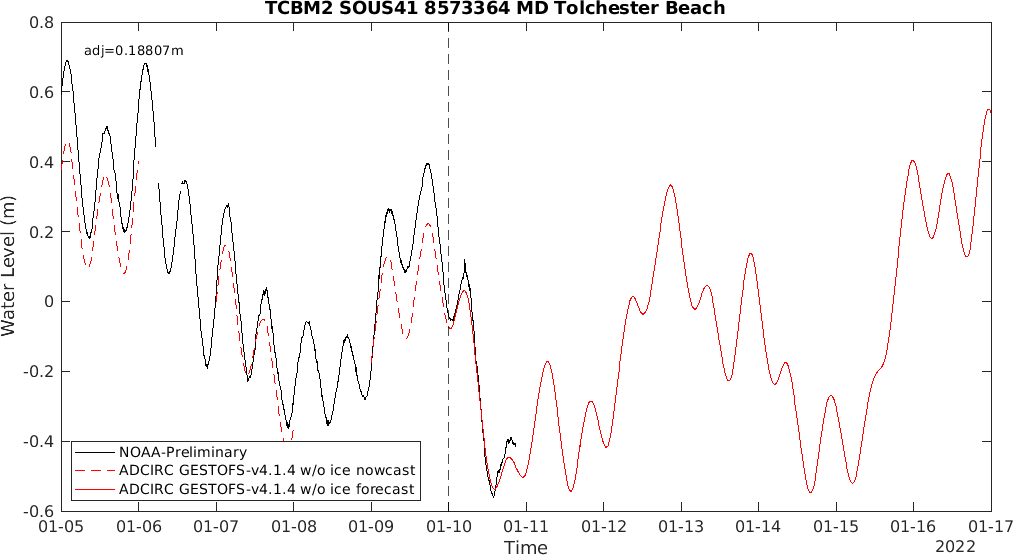 TCBM2 SOUS41 8573364 MD Tolchester Beach
adj=0.18807m
0.8
0.6
0.4
0.2
0
-0.2
-0.4
-0.6
Water Level (m)
NOAA-Preliminary
ADCIRC GESTOFS-v4.1.4 w/o ice nowcast
ADCIRC GESTOFS-v4.1.4 w/o ice forecast
01-05 01-06 01-07 01-08 01-09 01-10 01-11 01-12 01-13 01-14 01-15 01-16 01-17
Time
2022